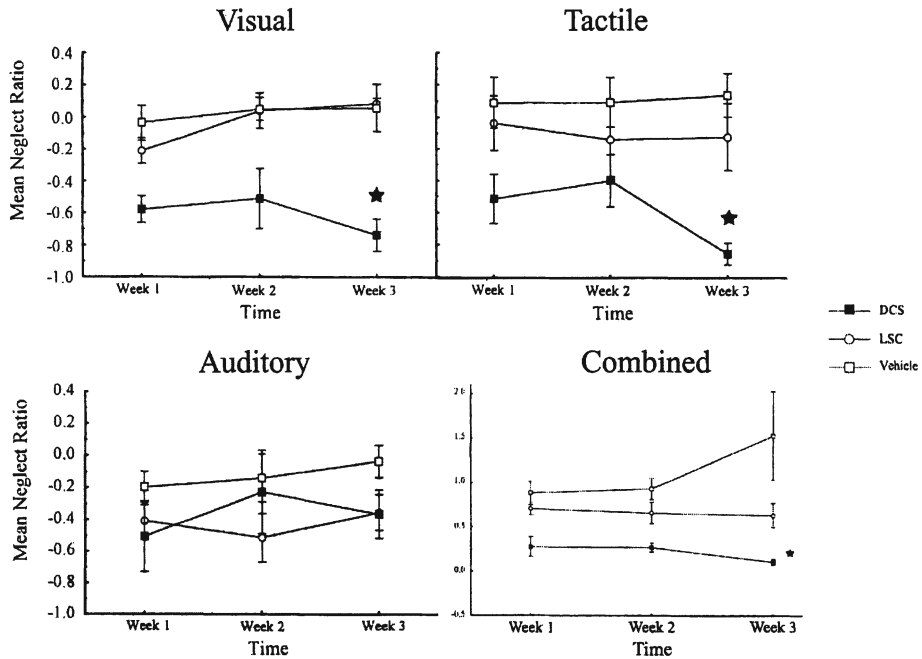 Visual
Mean Neglect Ratio
0.4
0.2
0.0
-0.2
-0.4
-0.6
-0.8
-1.0
Week 1 Week 2 Week 3
Time
Tactile
Week 1 Week 2 Week 3
Time
DCS
LSC
Vehicle
Auditory
Mean Neglect Ratio
0.4
0.2
0.0
-0.2
-0.4
-0.6
-0.8
-1.0
Week 1 Week 2 Week 3
Time
Combined
2.0
1.5
1.0
0.5
0.0
-0.5
Week 1 Week 2 Week 3
Time